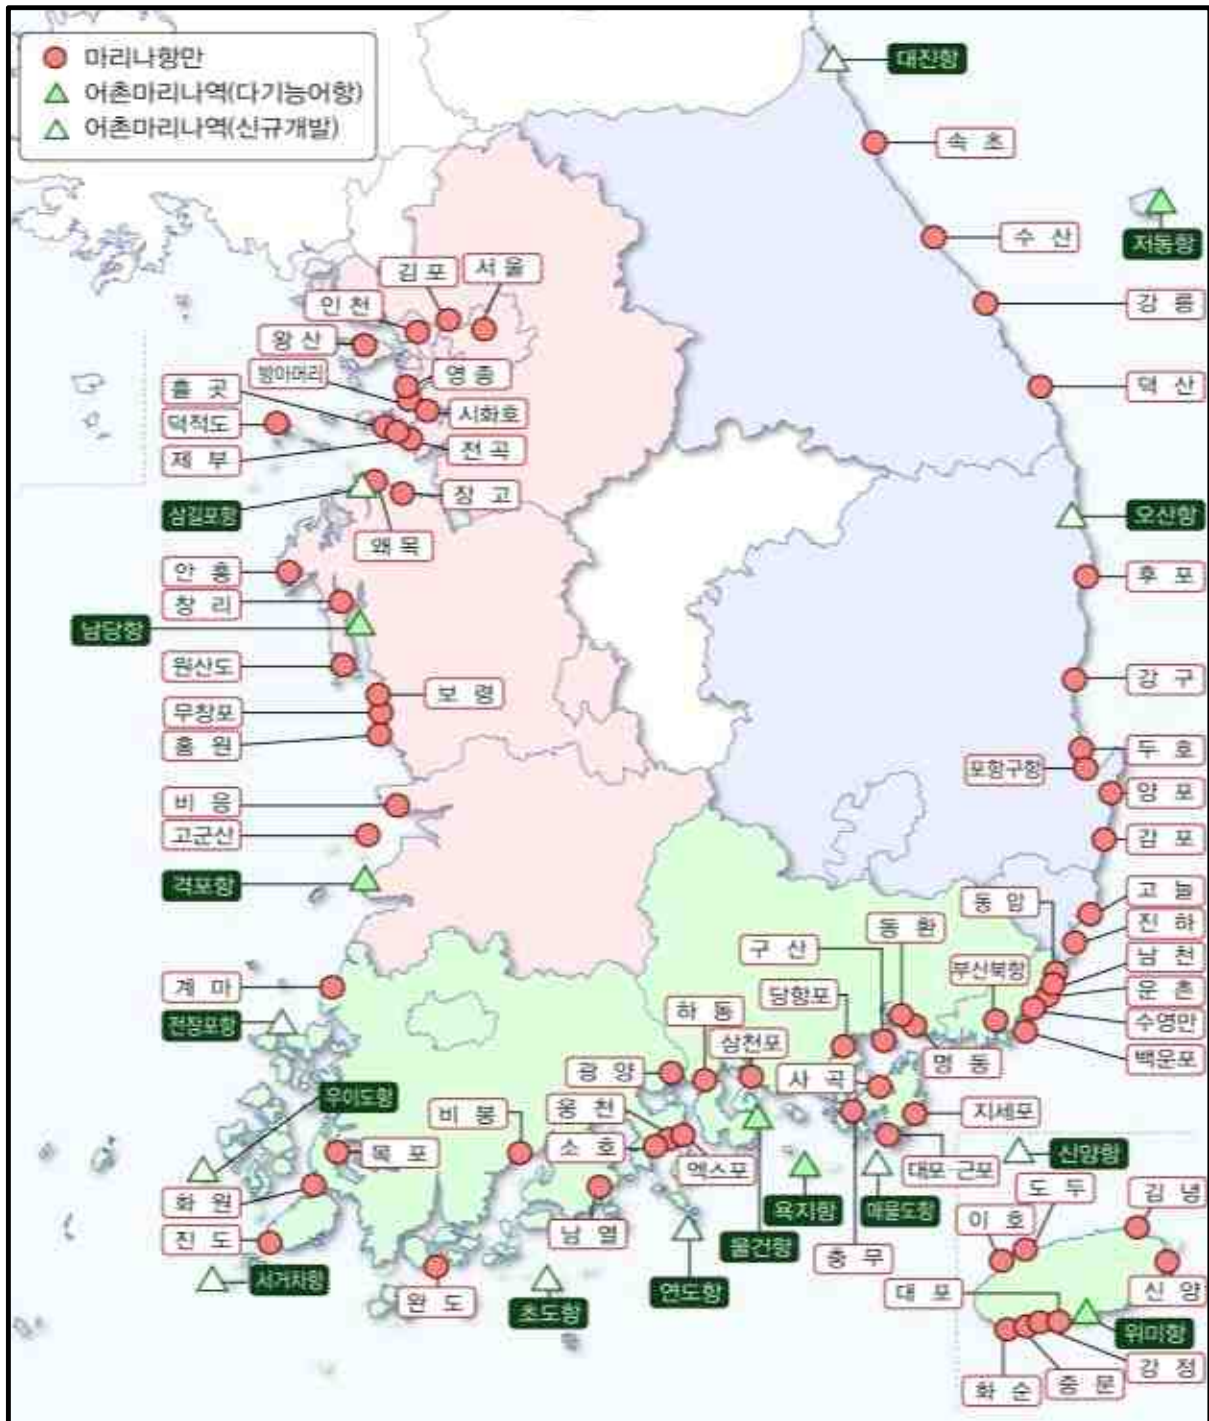 마리나항만
어촌마리나역(다기능어항)
어촌마리나역(신규개발)
대진항
속 초
수 산
저동항
강 릉
덕 산
김 포
서 울
인 천
왕 산
방아머리
영 종
흘 곳
시화호
덕적도
제 부
전 곡
삼길포항
장 고
왜 목
오산항
안 흥
창 리
후 포
남당항
원산도
강 구
보 령
무창포
홍 원
두 호
포항구항
양 포
비 응
고군산
감 포
격포항
고 늘
동 암
진 하
동 환
구 산
남 천
부산북항
계 마
당항포
운 촌
전장포항
하 동
수영만
삼천포
백운포
광 양
사 곡
명 동
우이도항
비 봉
웅 천
지세포
목 포
소 호
엑스포
대포·근포
신양항
화 원
욕지항
매물도항
도 두
김 녕
이 호
진 도
남 열
물건항
충 무
서거차항
완 도
초도항
연도항
대 포
신 양
위미항
강 정
화 순
중 문